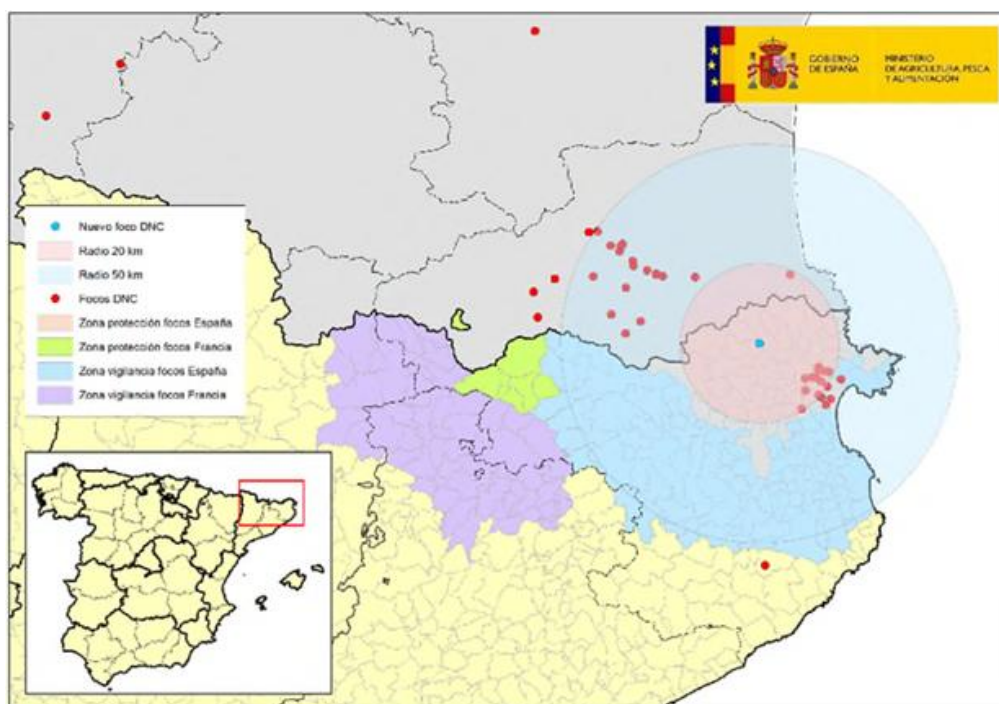 GOBIERNO
DE ESPAÑA
MINISTERIO
DE AGRICULTURA, PESCA
Y ALIMENTACIÓN
Nuevo foco DNC
Radio 20 km
Radio 50 km
Focos DNC
Zona protección focos España
Zona protección focos Francia
Zona vigilancia focos España
Zona vigilancia focos Francia